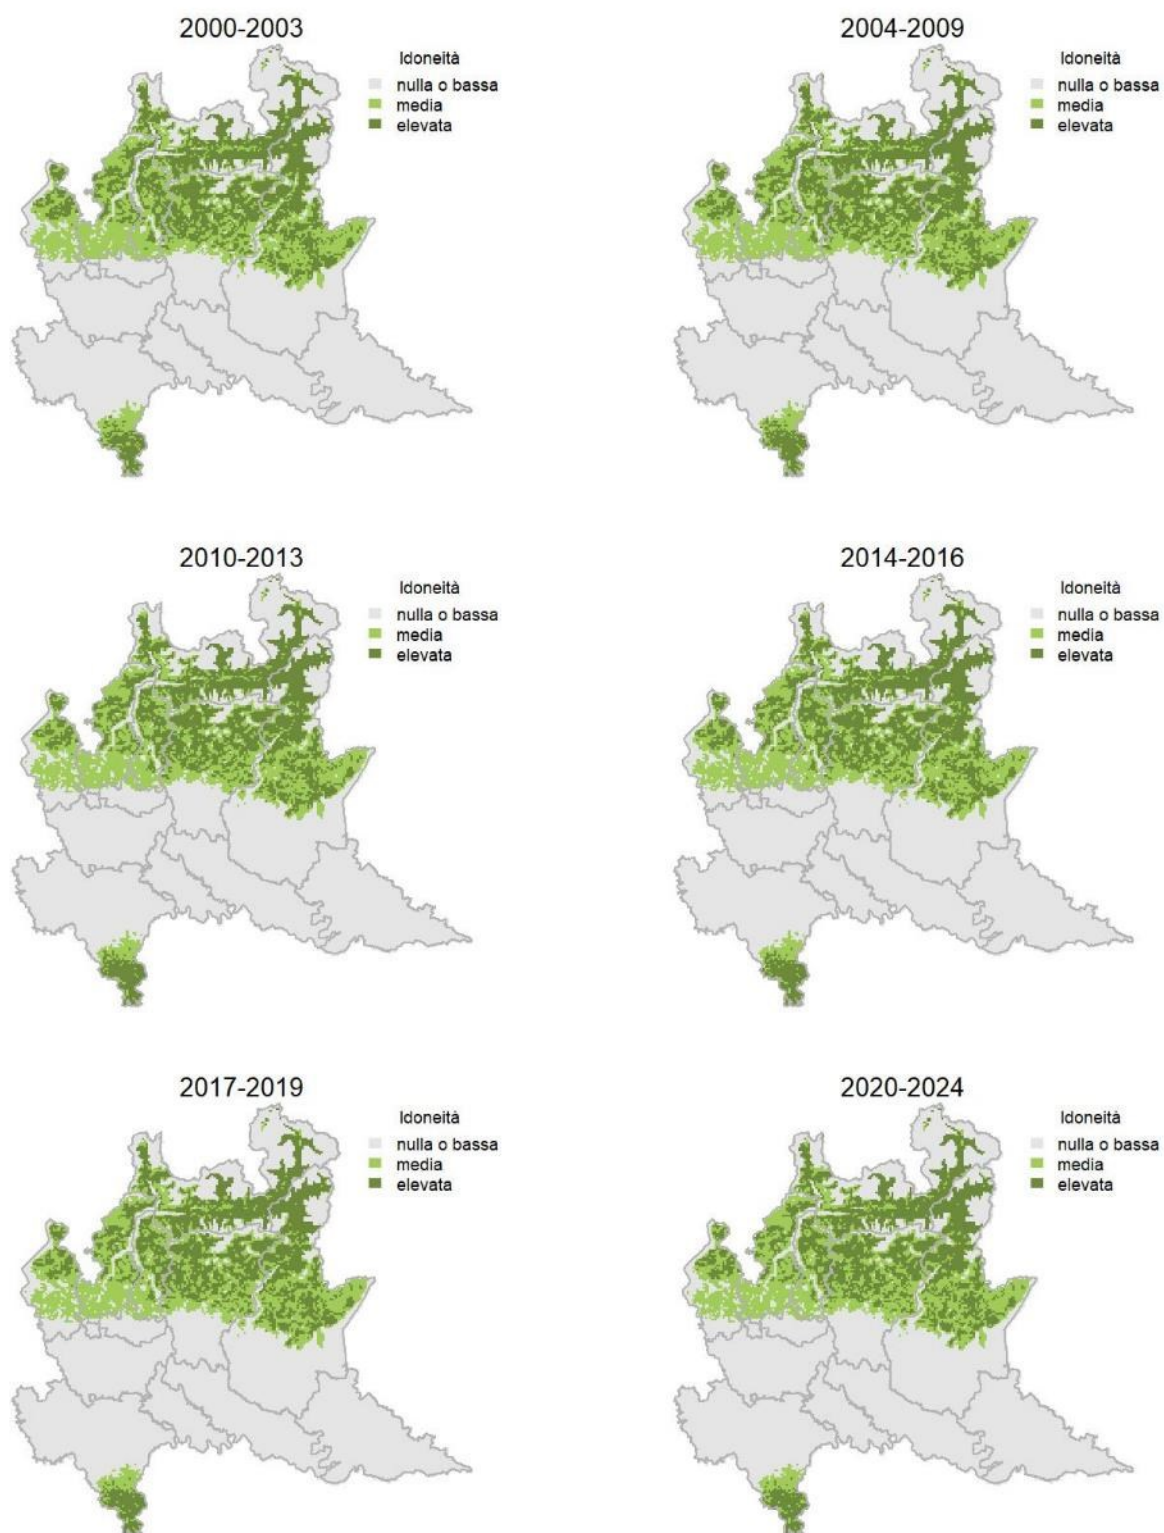 2000-2003
Idoneità
nulla o bassa
media
elevata
2004-2009
Idoneità
nulla o bassa
media
elevata
2010-2013
Idoneità
nulla o bassa
media
elevata
2014-2016
Idoneità
nulla o bassa
media
elevata
2017-2019
Idoneità
nulla o bassa
media
elevata
2020-2024
Idoneità
nulla o bassa
media
elevata